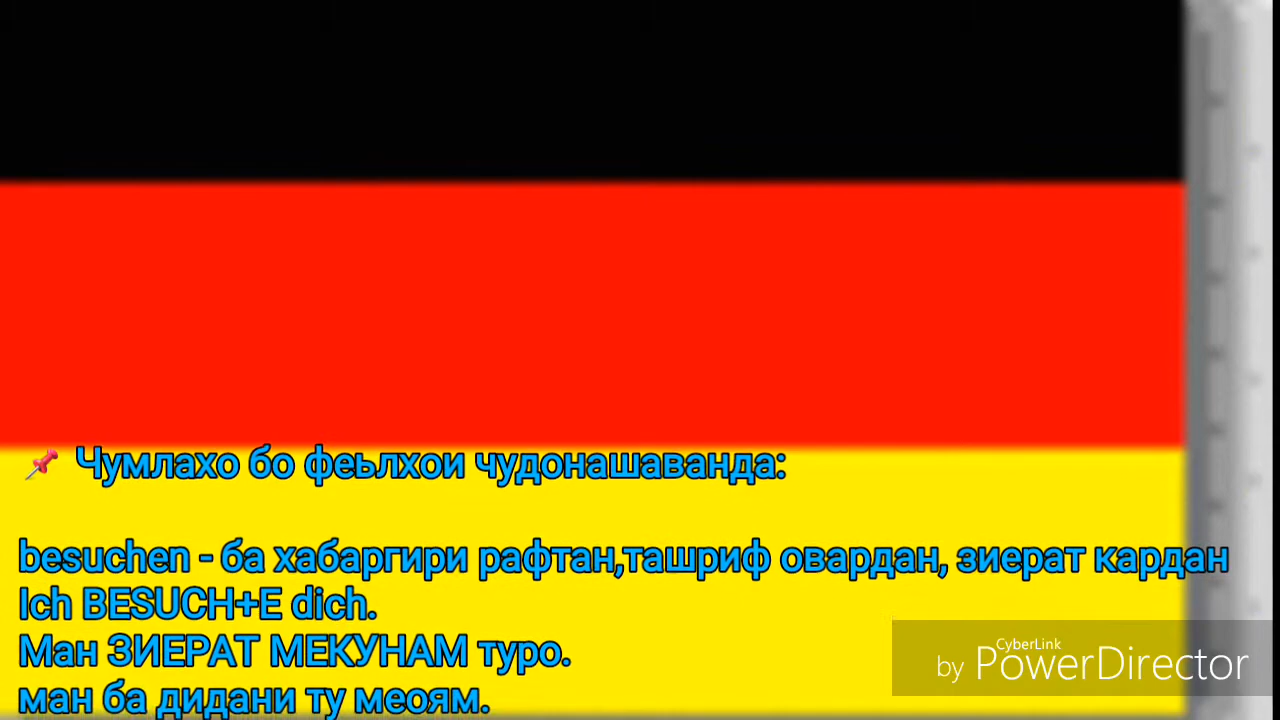 📌 Чумлахо бо феьлхои чудонашаванда:
besuchen - ба хабаргири рафтан,ташриф овардан, зиерат кардан
Ich BESUCH+E dich.
Ман ЗИЕРАТ МЕКУНАМ туро.
ман ба дидани ту меоям.
CyberLink
by PowerDirector